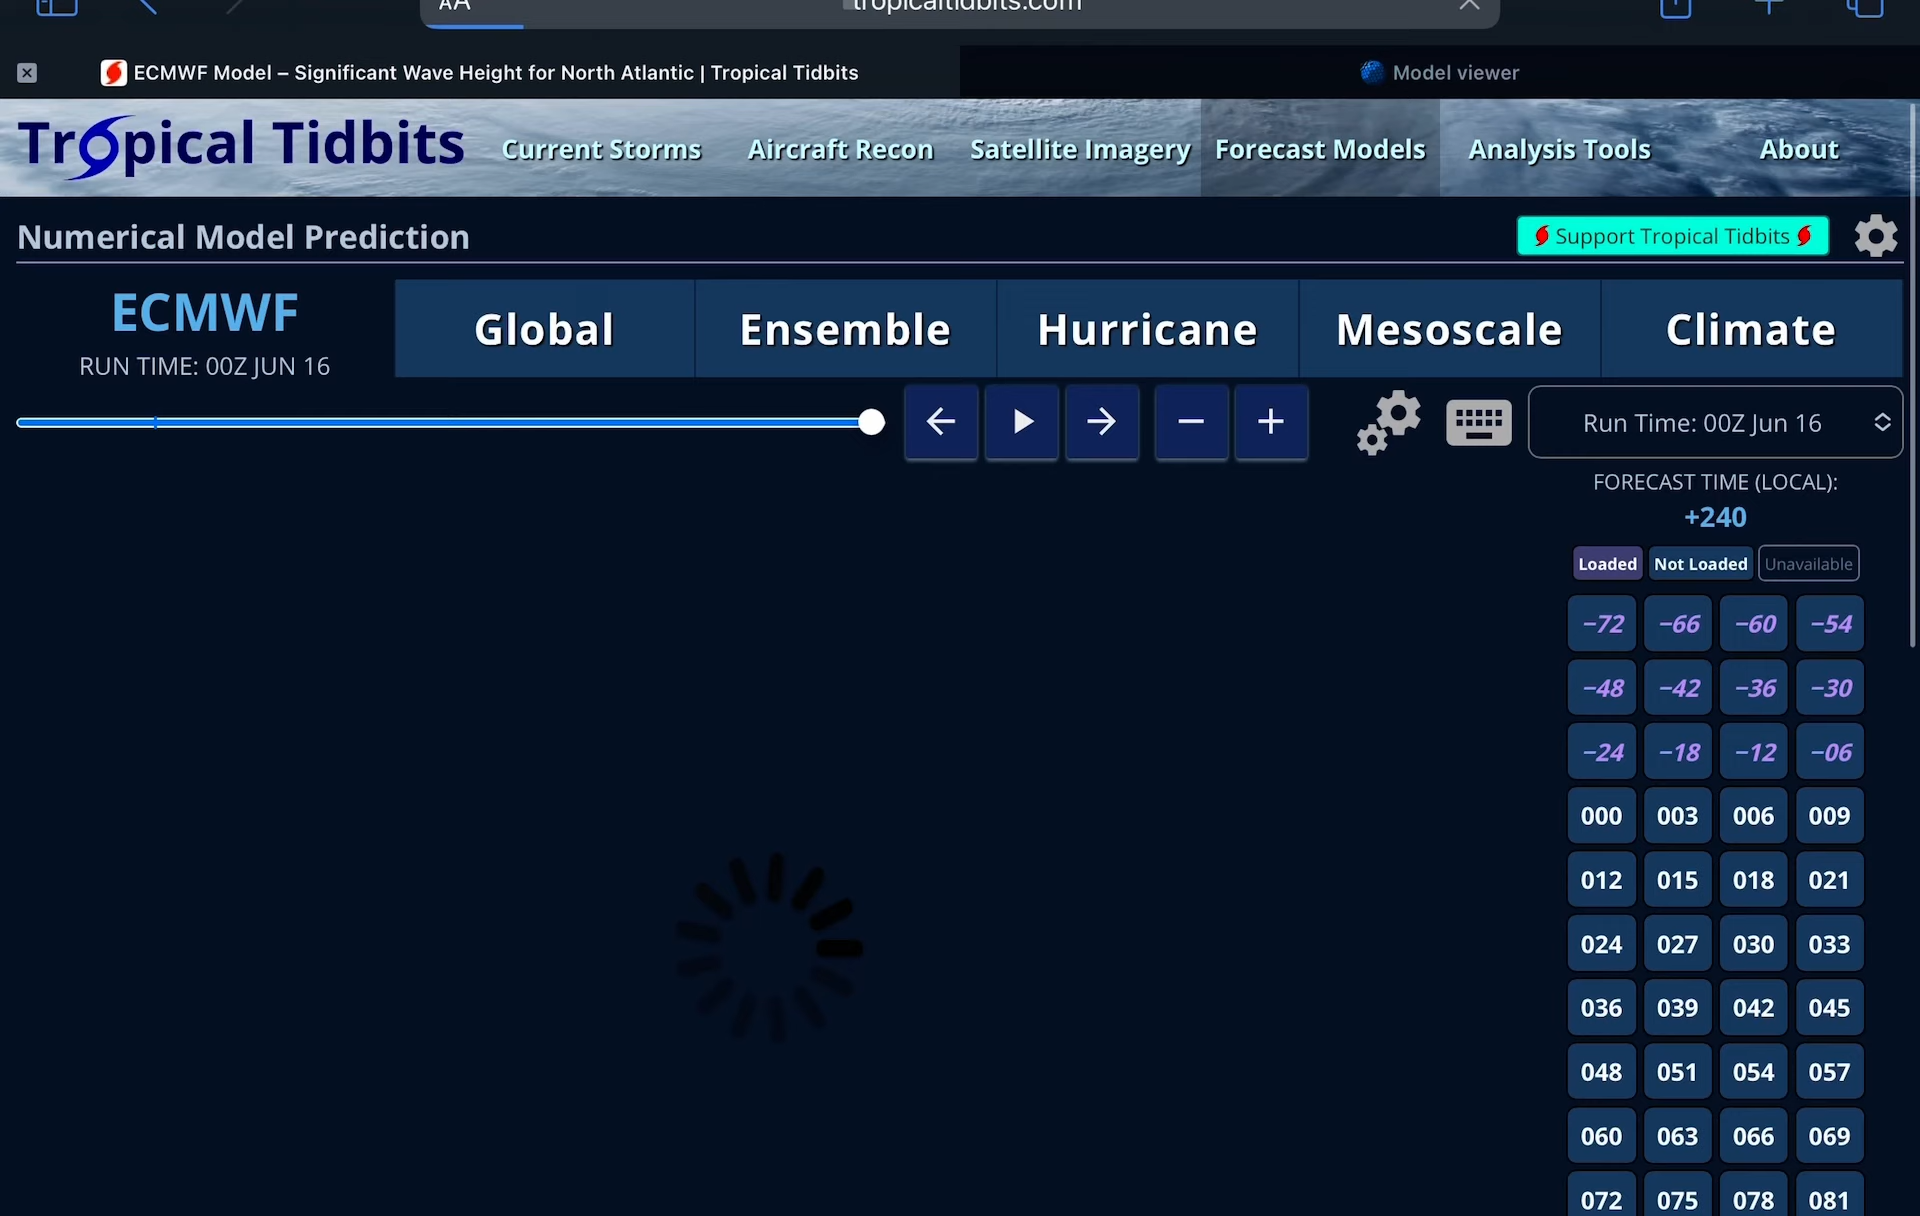 AA
tropicaltidbits.com
ECMWF Model – Significant Wave Height for North Atlantic | Tropical Tidbits
Model viewer
Tropical Tidbits
Current Storms
Aircraft Recon
Satellite Imagery
Forecast Models
Analysis Tools
About
Numerical Model Prediction
Support Tropical Tidbits
ECMWF
RUN TIME: 00Z JUN 16
Global
Ensemble
Hurricane
Mesoscale
Climate
Run Time: 00Z Jun 16
FORECAST TIME (LOCAL):
+240
Loaded Not Loaded Unavailable
−72 −66 −60 −54
−48 −42 −36 −30
−24 −18 −12 −06
000 003 006 009
012 015 018 021
024 027 030 033
036 039 042 045
048 051 054 057
060 063 066 069
072 075 078 081